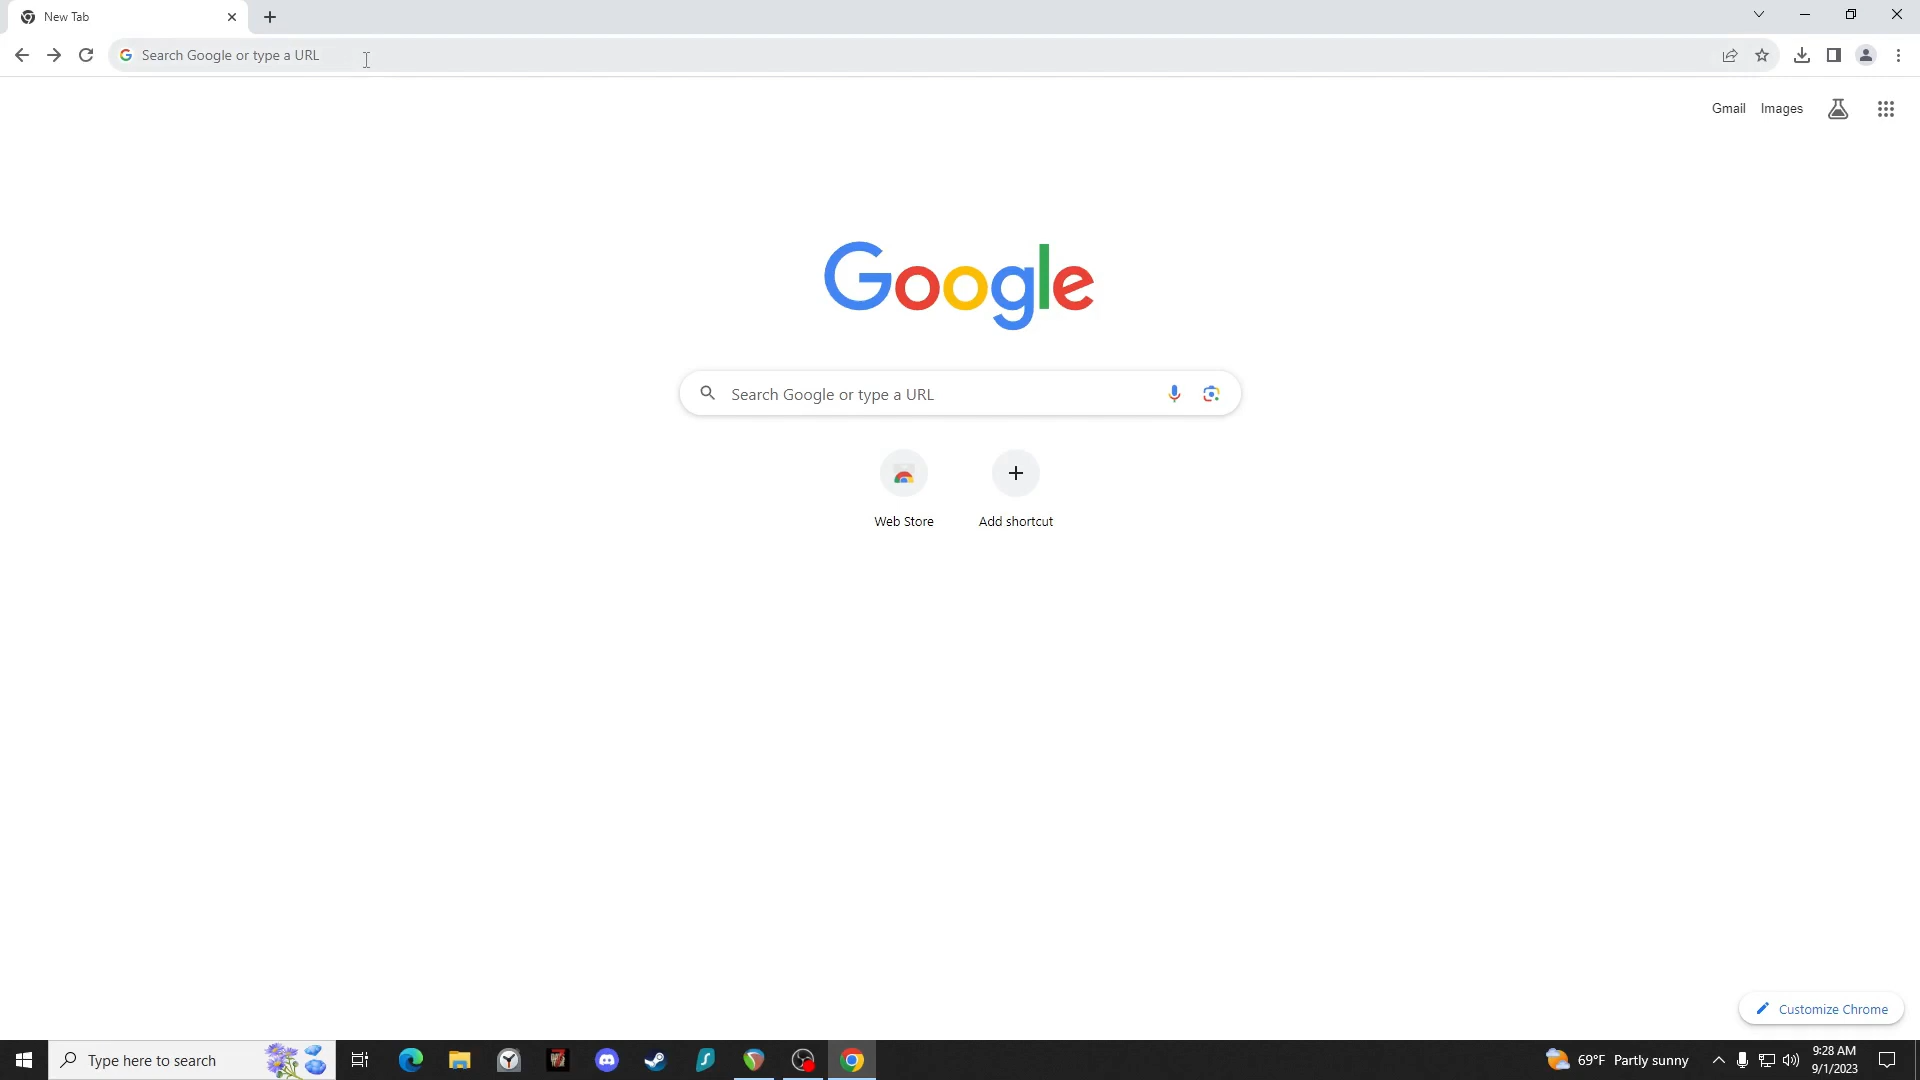 New Tab
Search Google or type a URL
Gmail
Images
Google
Search Google or type a URL
Web Store
Add shortcut
Customize Chrome
Type here to search
69°F Partly sunny
9:28 AM
9/1/2023